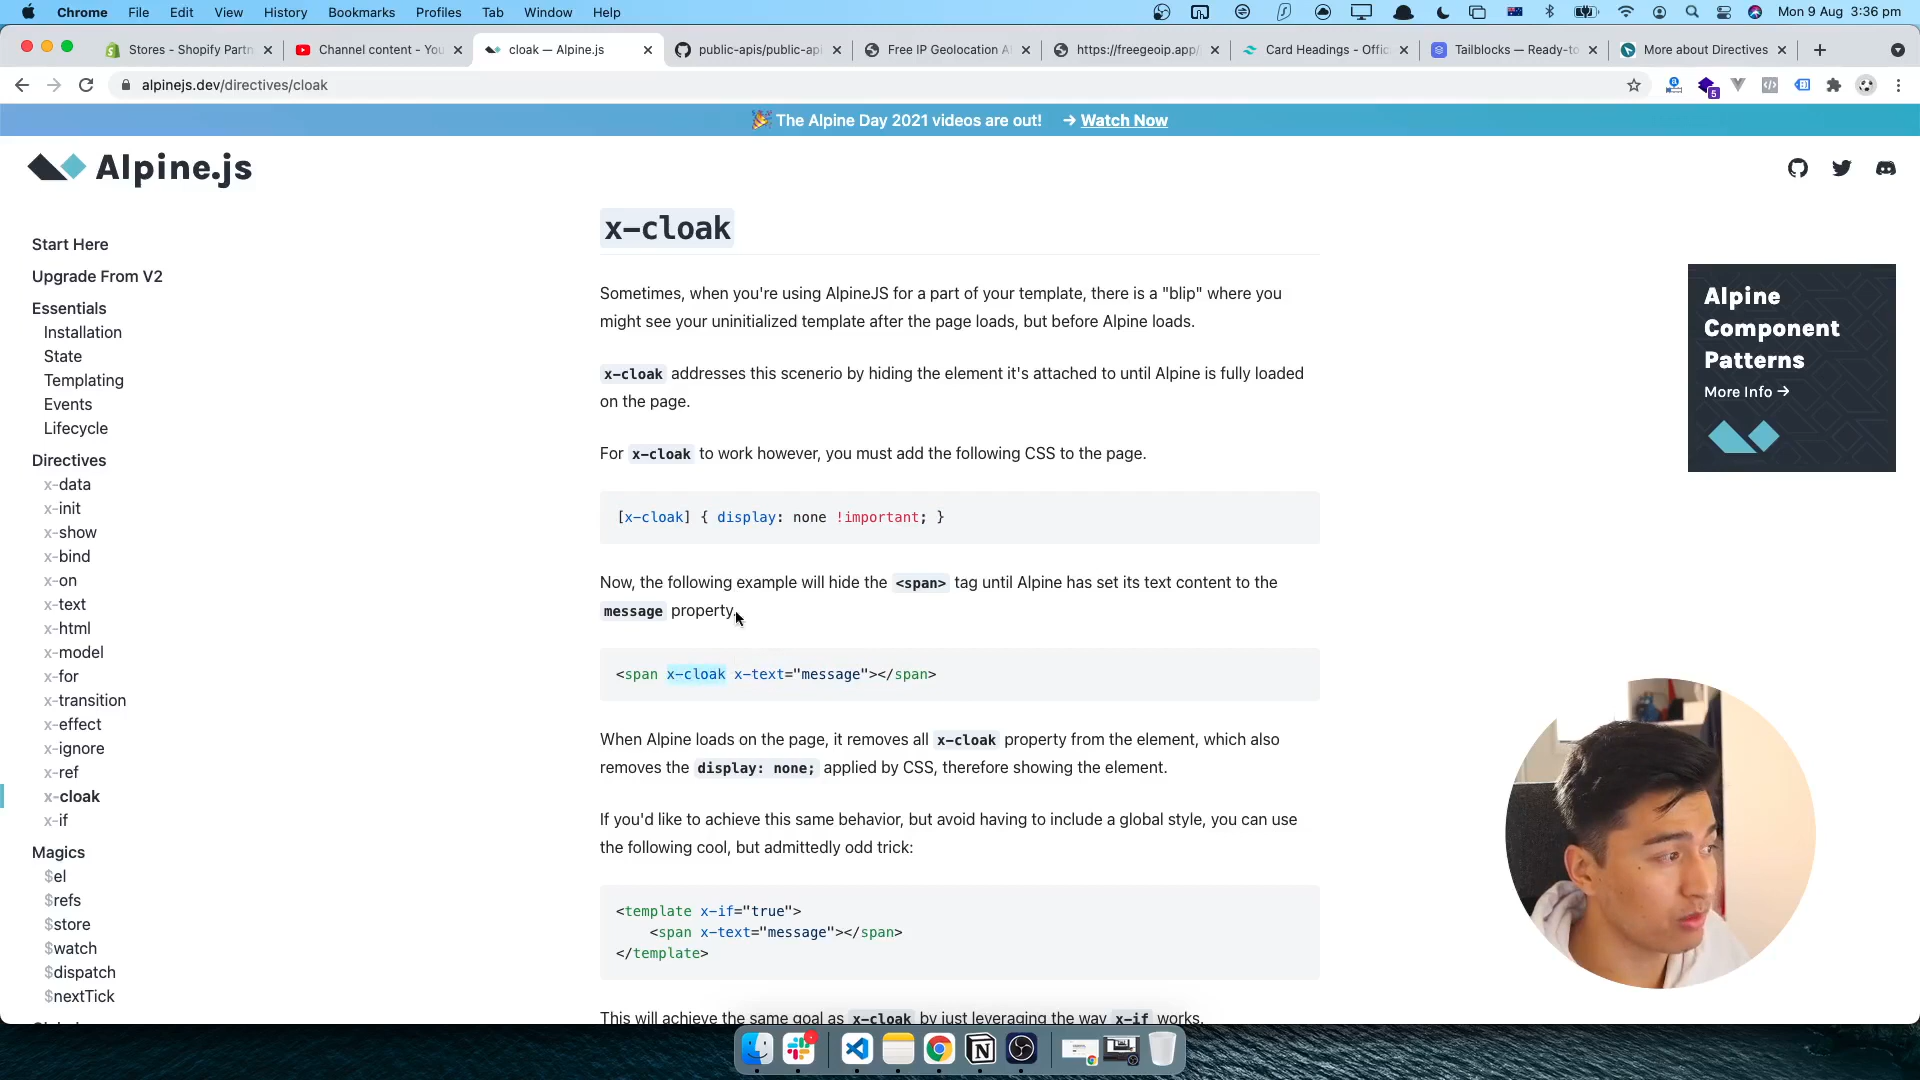 Chrome File Edit View History Bookmarks Profiles Tab Window Help Mon 9 Aug 3:36 pm
Stores - Shopify Partn Channel content - You cloak — Alpine.js public-apis/public-api Free IP Geolocation A https://freegeoip.app/ Card Headings - Offic Tailblocks — Ready-to More about Directives
alpinejs.dev/directives/cloak
5
🎉 The Alpine Day 2021 videos are out! → Watch Now
Alpine.js
Start Here
Upgrade From V2
Essentials
Installation
State
Templating
Events
Lifecycle
Directives
x-data
x-init
x-show
x-bind
x-on
x-text
x-html
x-model
x-for
x-transition
x-effect
x-ignore
x-ref
x-cloak
x-if
Magics
$el
$refs
$store
$watch
$dispatch
$nextTick
x-cloak
Sometimes, when you're using AlpineJS for a part of your template, there is a "blip" where you
might see your uninitialized template after the page loads, but before Alpine loads.
x-cloak addresses this scenerio by hiding the element it's attached to until Alpine is fully loaded
on the page.
For x-cloak to work however, you must add the following CSS to the page.
[x-cloak] { display: none !important; }
Now, the following example will hide the <span> tag until Alpine has set its text content to the
message property.
<span x-cloak x-text="message"></span>
When Alpine loads on the page, it removes all x-cloak property from the element, which also
removes the display: none; applied by CSS, therefore showing the element.
If you'd like to achieve this same behavior, but avoid having to include a global style, you can use
the following cool, but admittedly odd trick:
<template x-if="true">
<span x-text="message"></span>
</template>
This will achieve the same goal as x-cloak by just leveraging the way x-if works.
Alpine
Component
Patterns
More Info →